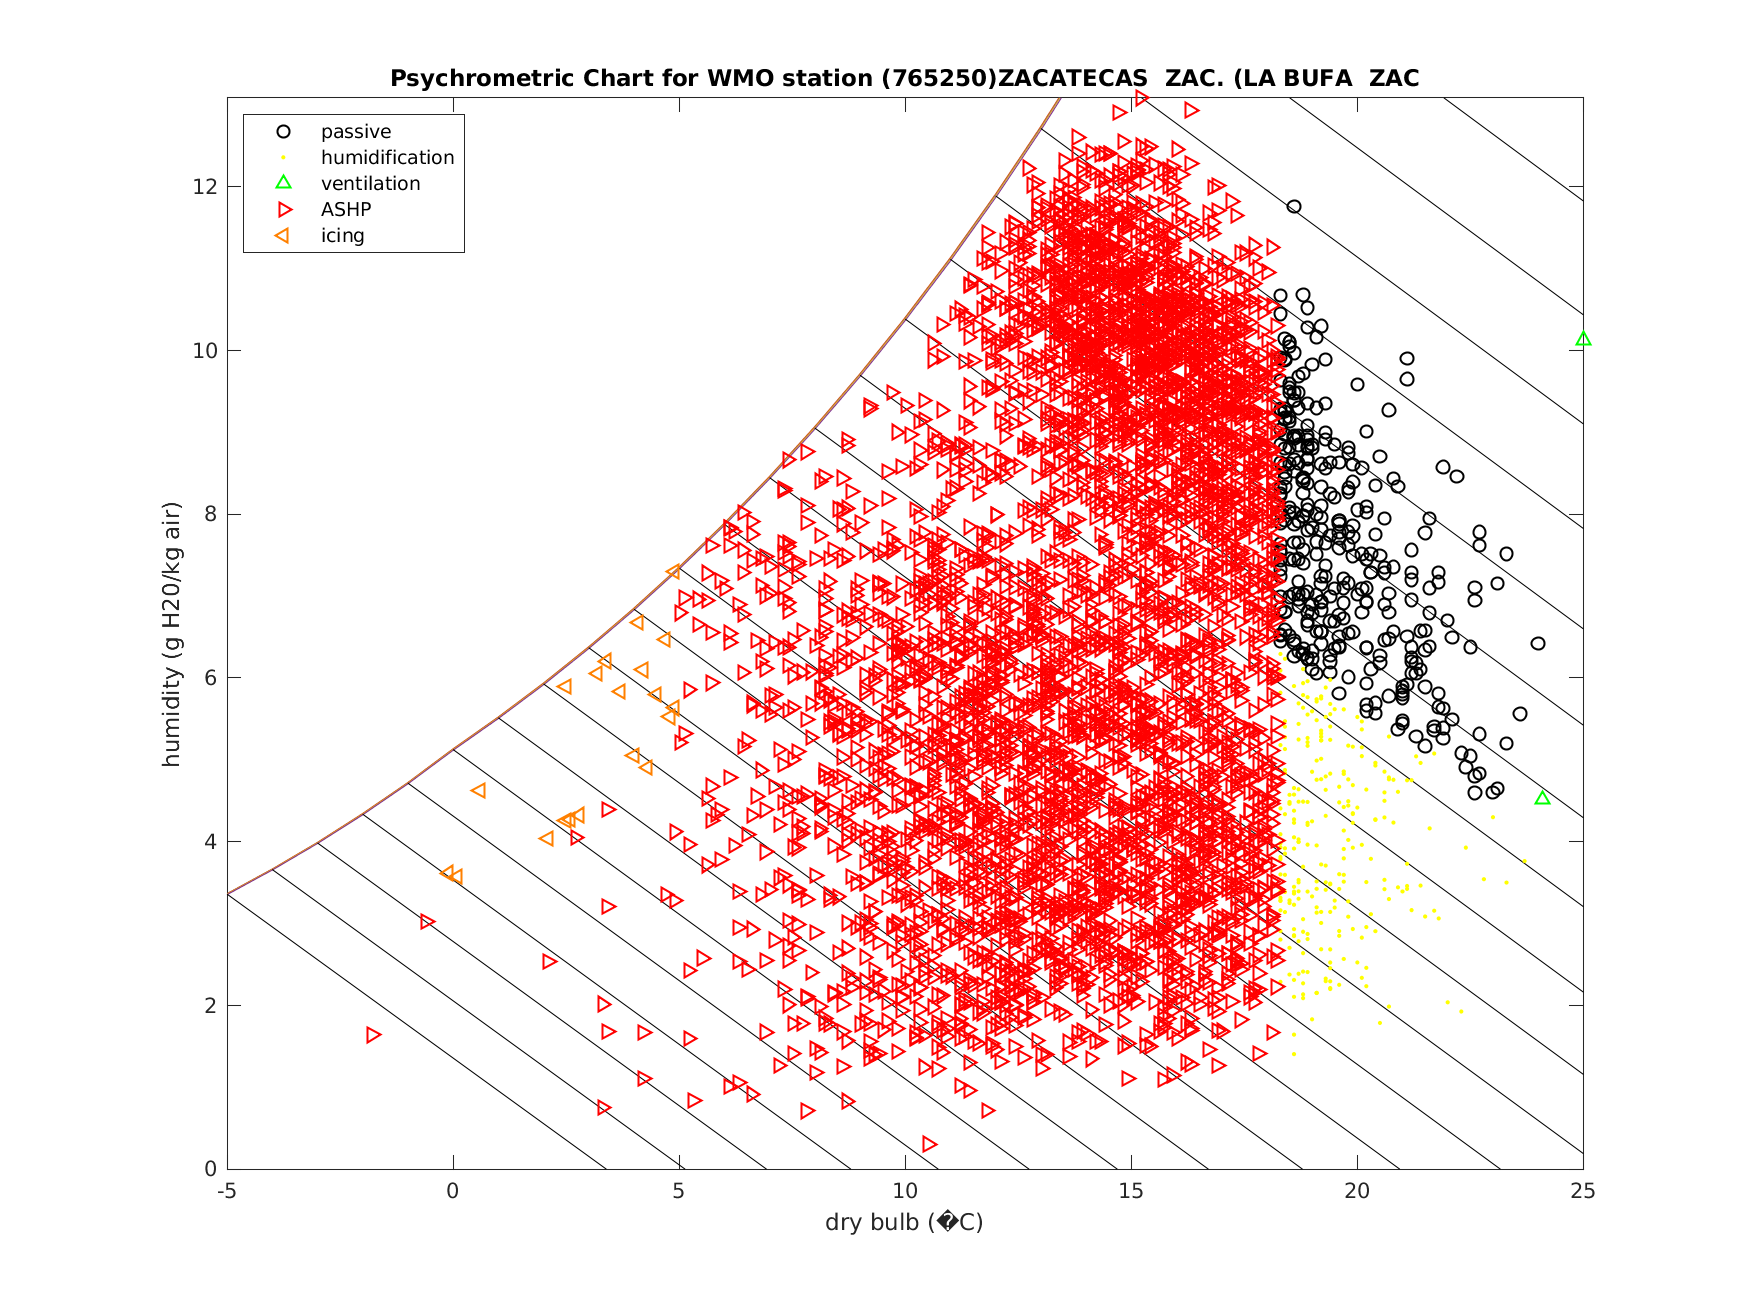 Psychrometric Chart for WMO station (765250)ZACATECAS  ZAC. (LA BUFA  ZAC
passive
humidification
ventilation
ASHP
icing
humidity (g H20/kg air)
12
10
8
6
4
2
0
-5 0 5 10 15 20 25
dry bulb (�C)